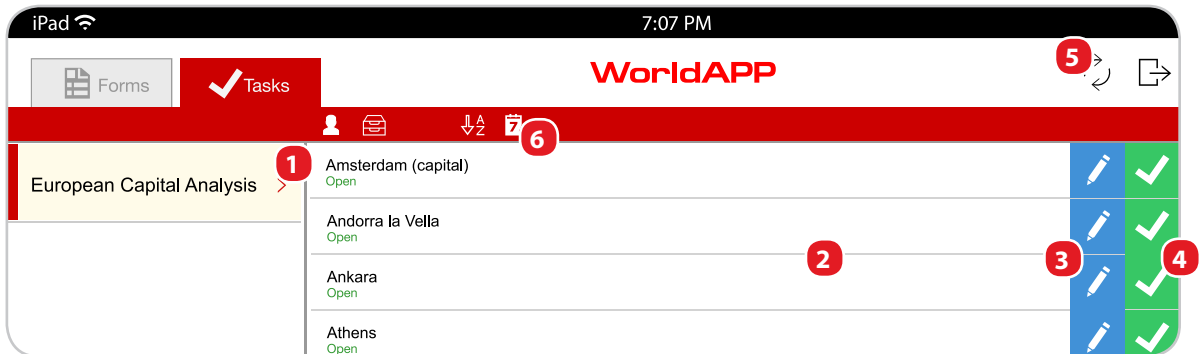 iPad 7:07 PM
5
Forms Tasks WorldAPP
A
Z 7 6
1 Amsterdam (capital)
Open
European Capital Analysis >
Andorra la Vella
Open
2 3 4
Ankara
Open
Athens
Open